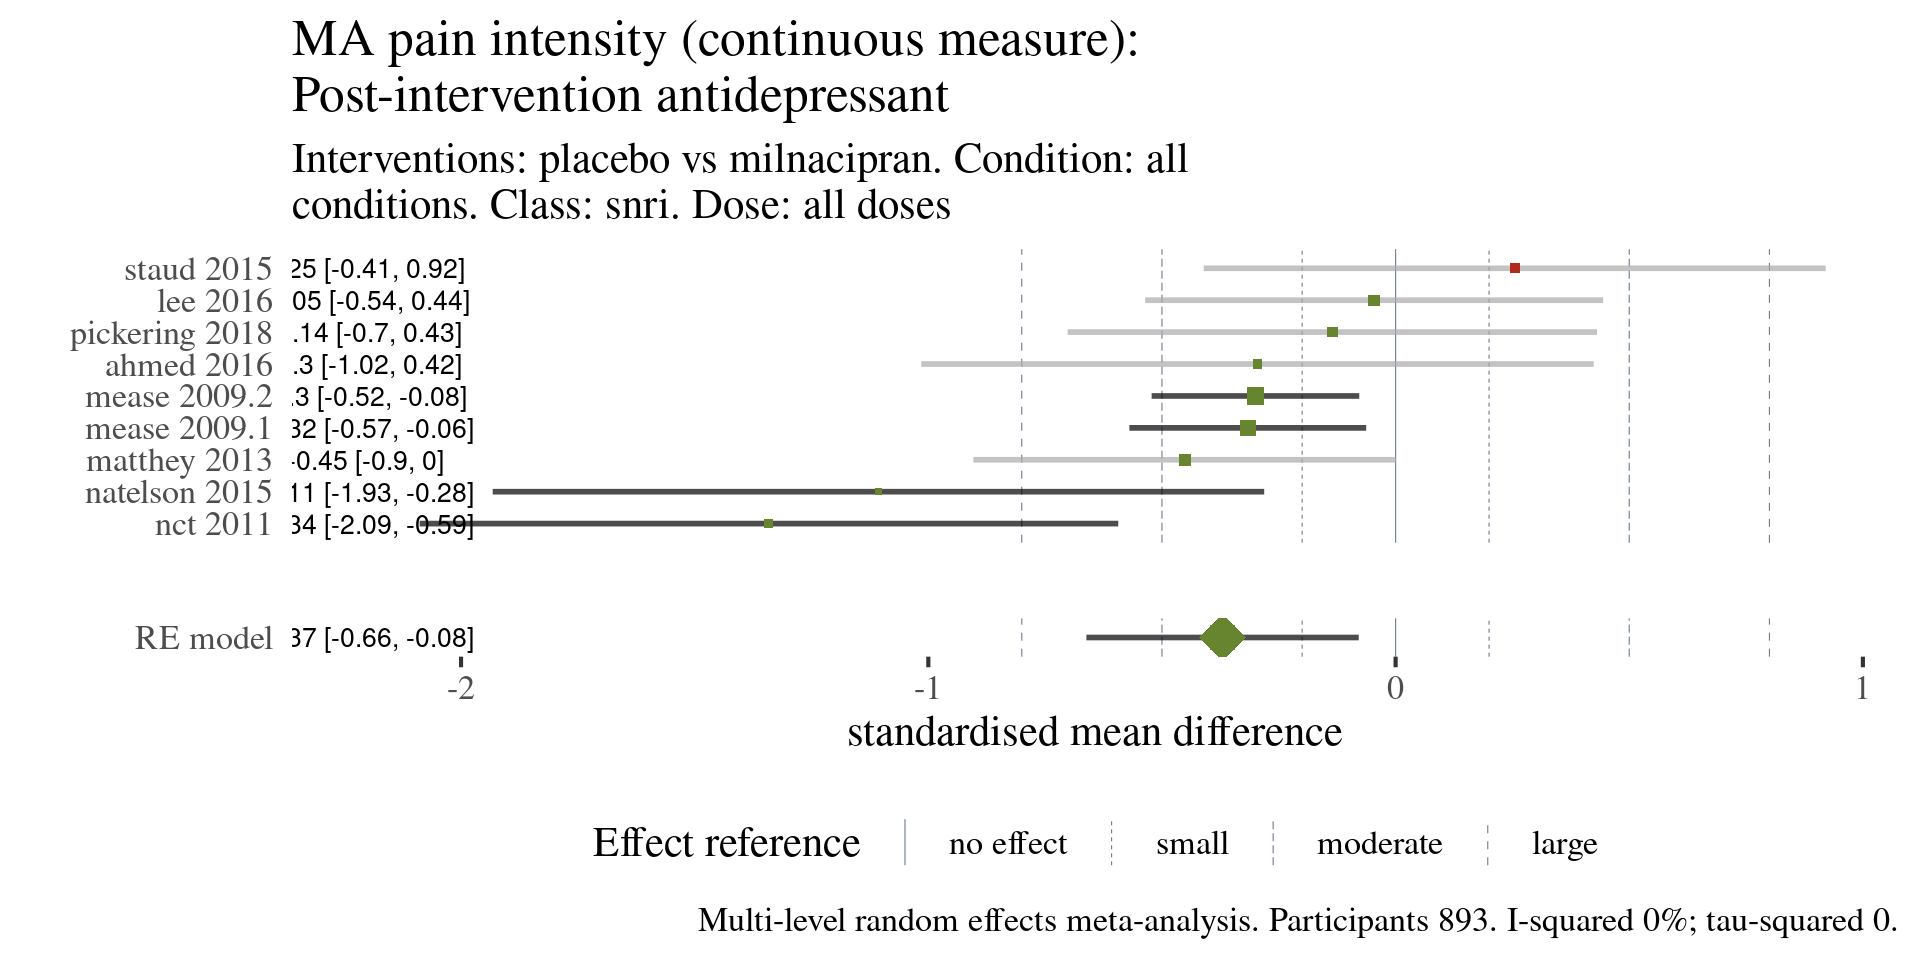 MA pain intensity (continuous measure):
Post-intervention antidepressant
Interventions: placebo vs milnacipran. Condition: all
conditions. Class: snri. Dose: all doses
staud 2015 25 [-0.41, 0.92]
lee 2016 05 [-0.54, 0.44]
pickering 2018 .14 [-0.7, 0.43]
ahmed 2016 .3 [-1.02, 0.42]
mease 2009.2 .3 [-0.52, -0.08]
mease 2009.1 32 [-0.57, -0.06]
matthey 2013 -0.45 [-0.9, 0]
natelson 2015 11 [-1.93, -0.28]
nct 2011 34 [-2.09, -0.59]
RE model 37 [-0.66, -0.08]
-2 -1 0 1
standardised mean difference
Effect reference no effect small moderate large
Multi-level random effects meta-analysis. Participants 893. I-squared 0%; tau-squared 0.